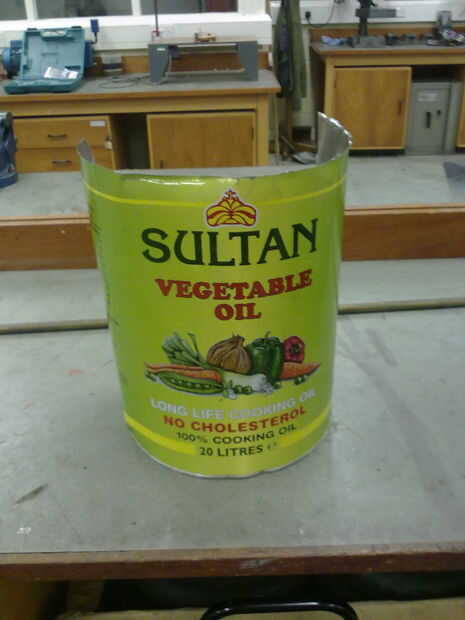 SULTAN
VEGETABLE
OIL
LONG LIFE COOKING OIL
NO CHOLESTEROL
100% COOKING OIL
20 LITRES e